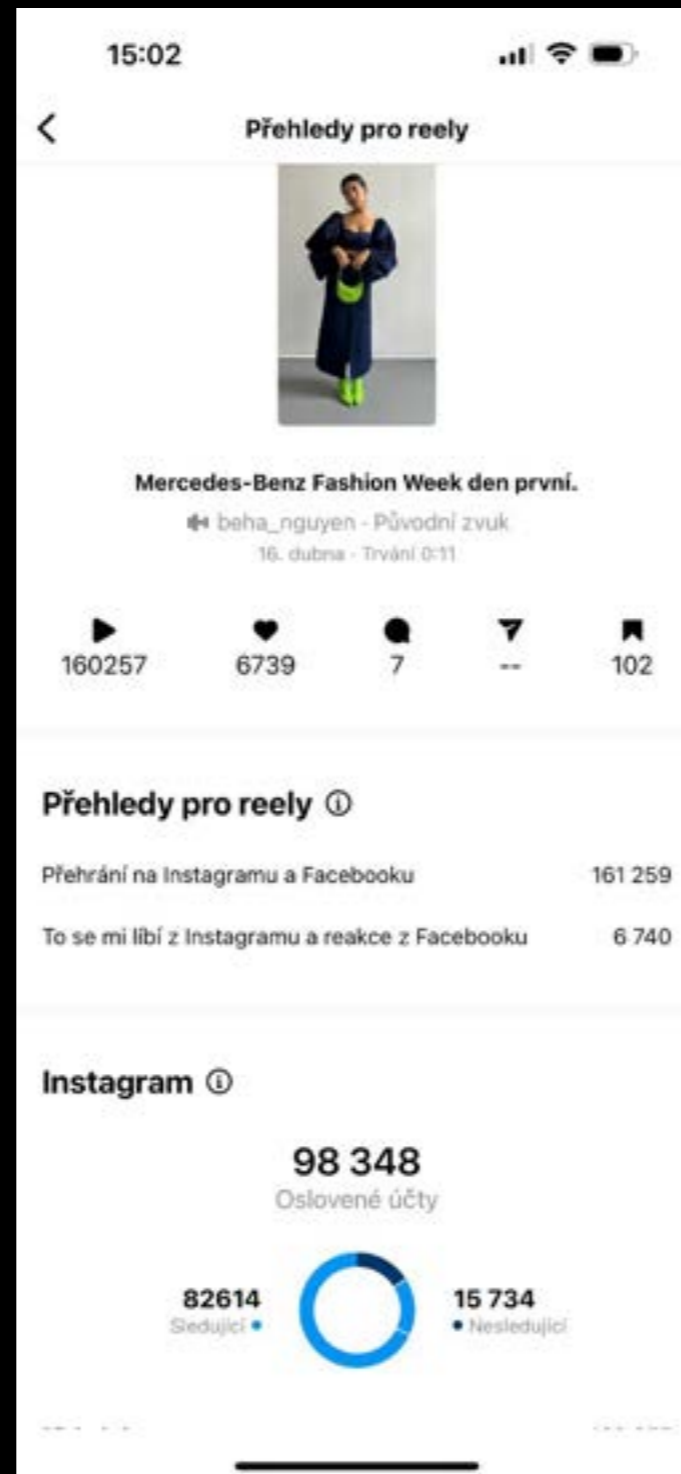 15:02
Přehledy pro reely
Mercedes-Benz Fashion Week den první.
beha_nguyen - Původní zvuk
16. dubna - Trvání 0:11
160257 6739 7 -- 102
Přehledy pro reely
Přehrání na Instagramu a Facebooku 161 259
To se mi líbí z Instagramu a reakce z Facebooku 6 740
Instagram
98 348
Oslovené účty
82614 15 734
Sledující Nesledující